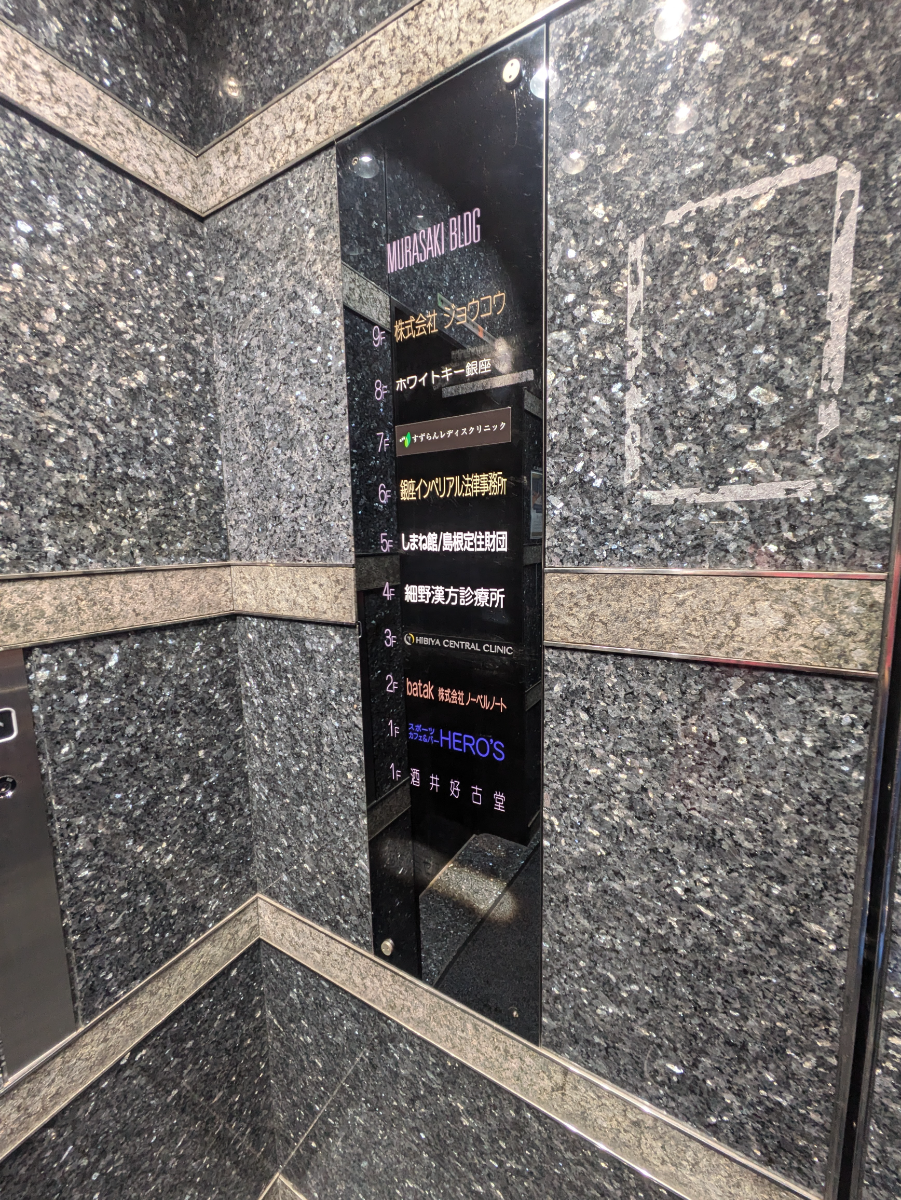 MURASAKI BLDG
9F 株式会社 ジョウコウ
8F ホワイトキー銀座
7F すずらんレディスクリニック
6F 銀座インペリアル法律事務所
5F しまね館/島根定住財団
4F 細野漢方診療所
3F HIBIYA CENTRAL CLINIC
2F batak 株式会社 ノーベルノート
1F スポーツ カフェ&バー HERO'S
1F 酒井好古堂